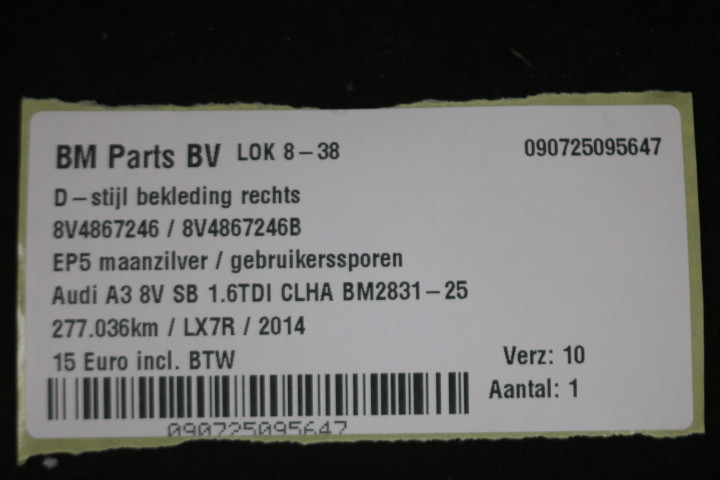 BM Parts BV LOK 8-38 090725095647
D-stijl bekleding rechts
8V4867246 / 8V4867246B
EP5 maanzilver / gebruikerssporen
Audi A3 8V SB 1.6TDI CLHA BM2831-25
277.036km / LX7R / 2014
15 Euro incl. BTW Verz: 10
Aantal: 1
090725095647